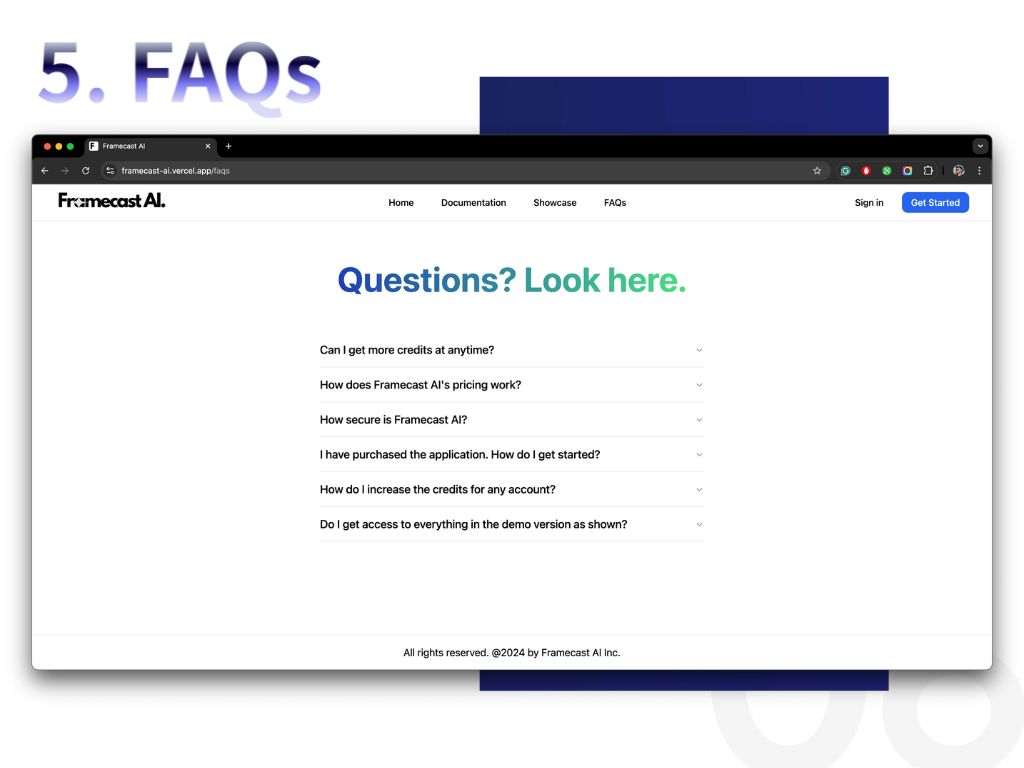 5. FAQs
Framecast AI
framecast-ai.vercel.app/faqs
Framecast AI.
Home Documentation Showcase FAQs
Sign in Get Started
Questions? Look here.
Can I get more credits at anytime?
How does Framecast AI's pricing work?
How secure is Framecast AI?
I have purchased the application. How do I get started?
How do I increase the credits for any account?
Do I get access to everything in the demo version as shown?
All rights reserved. @2024 by Framecast AI Inc.